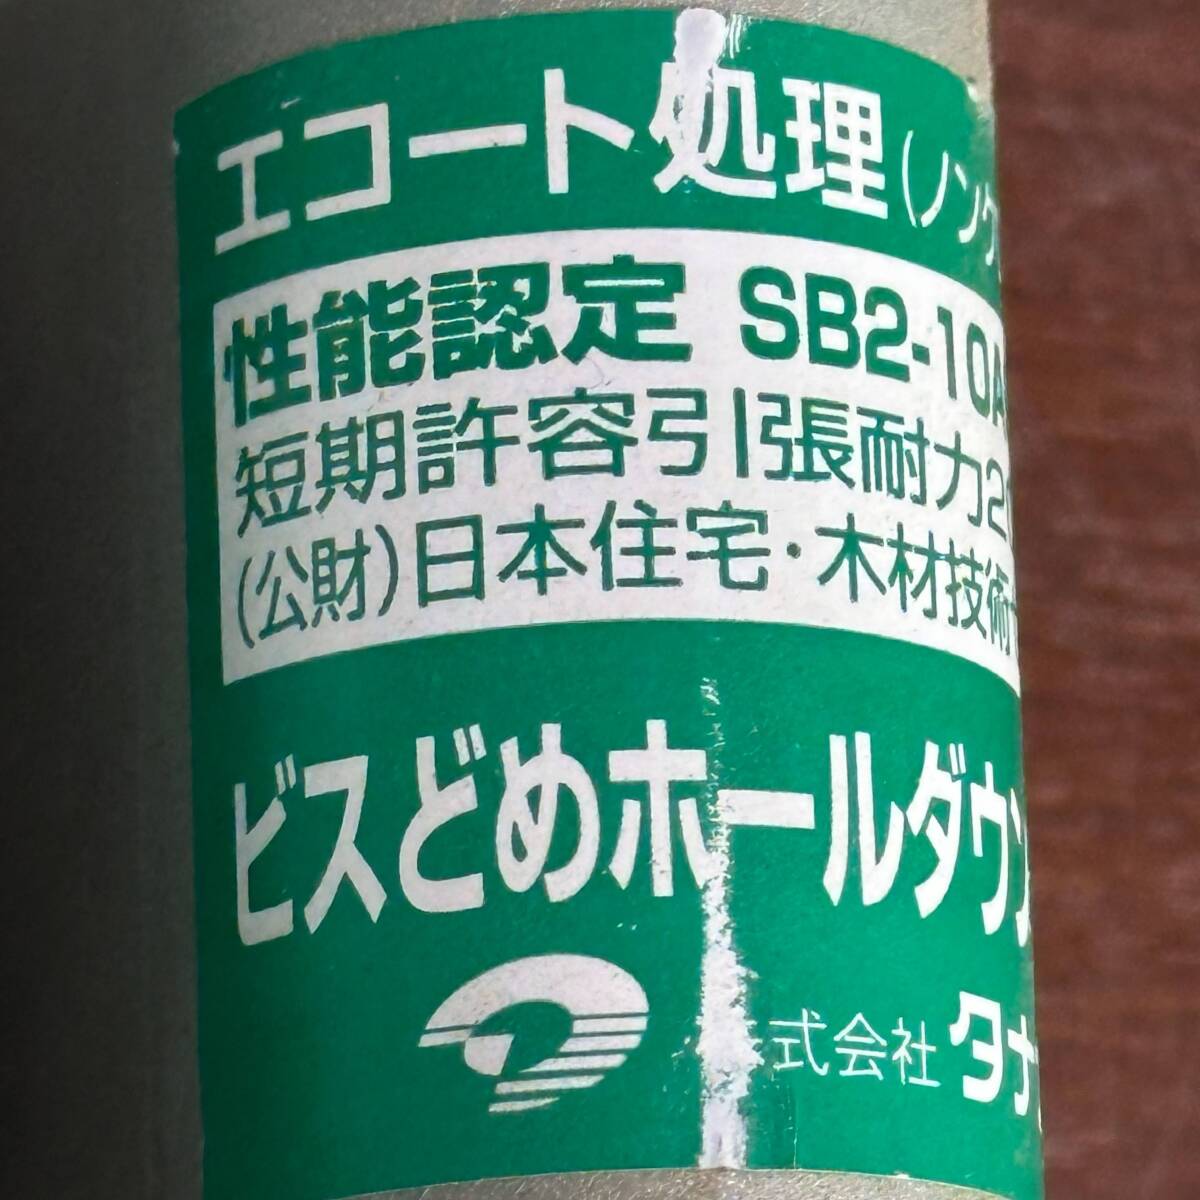 エコート処理(ノンク
性能認定 SB2-10A
短期許容引張耐力2
(公財)日本住宅・木材技術
ビスどめホールダウン
式会社 タナ